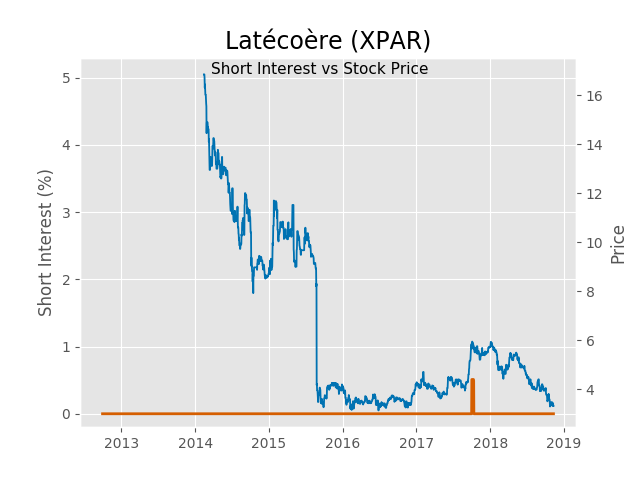 Latécoère (XPAR)
Short Interest vs Stock Price
Short Interest (%)
5
4
3
2
1
0
16
14
12
10
8
6
4
Price
2013 2014 2015 2016 2017 2018 2019